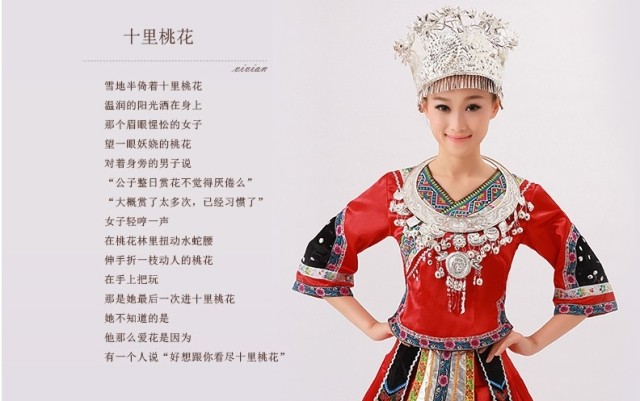 十里桃花
vivian
雪地半倚着十里桃花
温润的阳光洒在身上
那个眉眼惺忪的女子
望一眼妖娆的桃花
对着身旁的男子说
“公子整日赏花不觉得厌倦么”
“大概赏了太多次，已经习惯了”
女子轻哼一声
在桃花林里扭动水蛇腰
伸手折一枝动人的桃花
在手上把玩
那是她最后一次进十里桃花
她不知道的是
他那么爱花是因为
有一个人说“好想跟你看尽十里桃花”